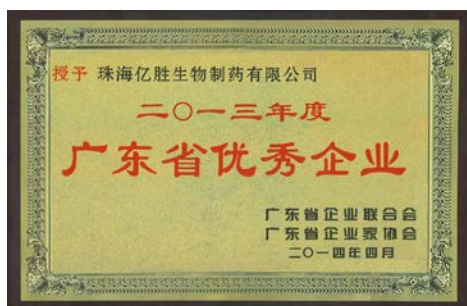 授予 珠海亿胜生物制药有限公司
二〇一三年度
广东省优秀企业
广东省企业联合会
广东省企业家协会
二〇一四年四月